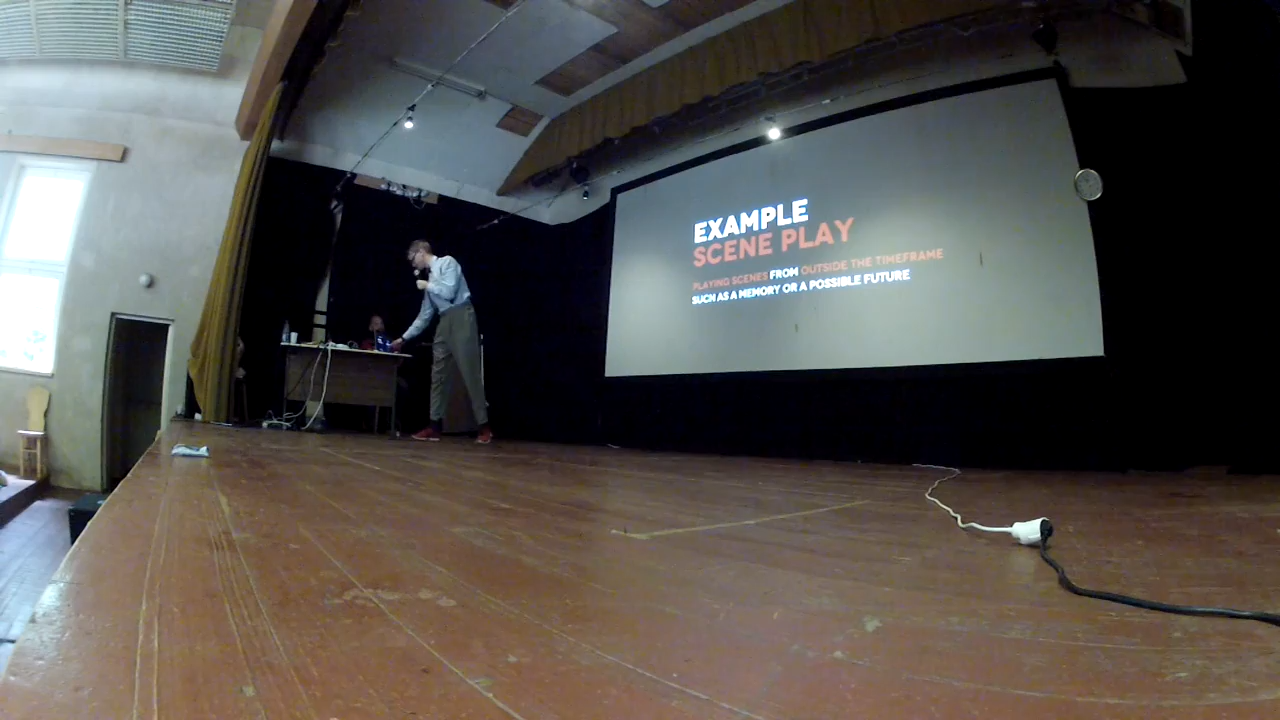 EXAMPLE
SCENE PLAY
PLAYING SCENES FROM OUTSIDE THE TIMEFRAME
SUCH AS A MEMORY OR A POSSIBLE FUTURE